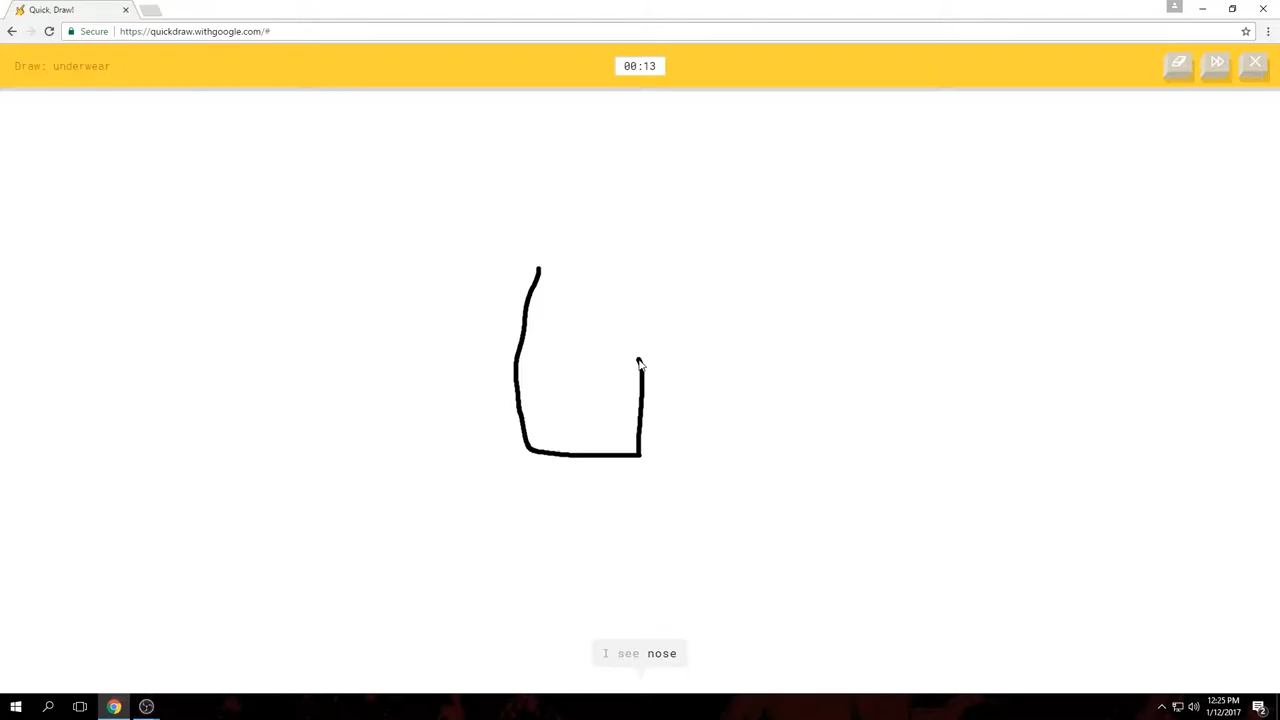 Quick, Draw!
Secure
https://quickdraw.withgoogle.com/#
Draw: underwear
00:13
I see nose
12:25 PM
1/12/2017
2